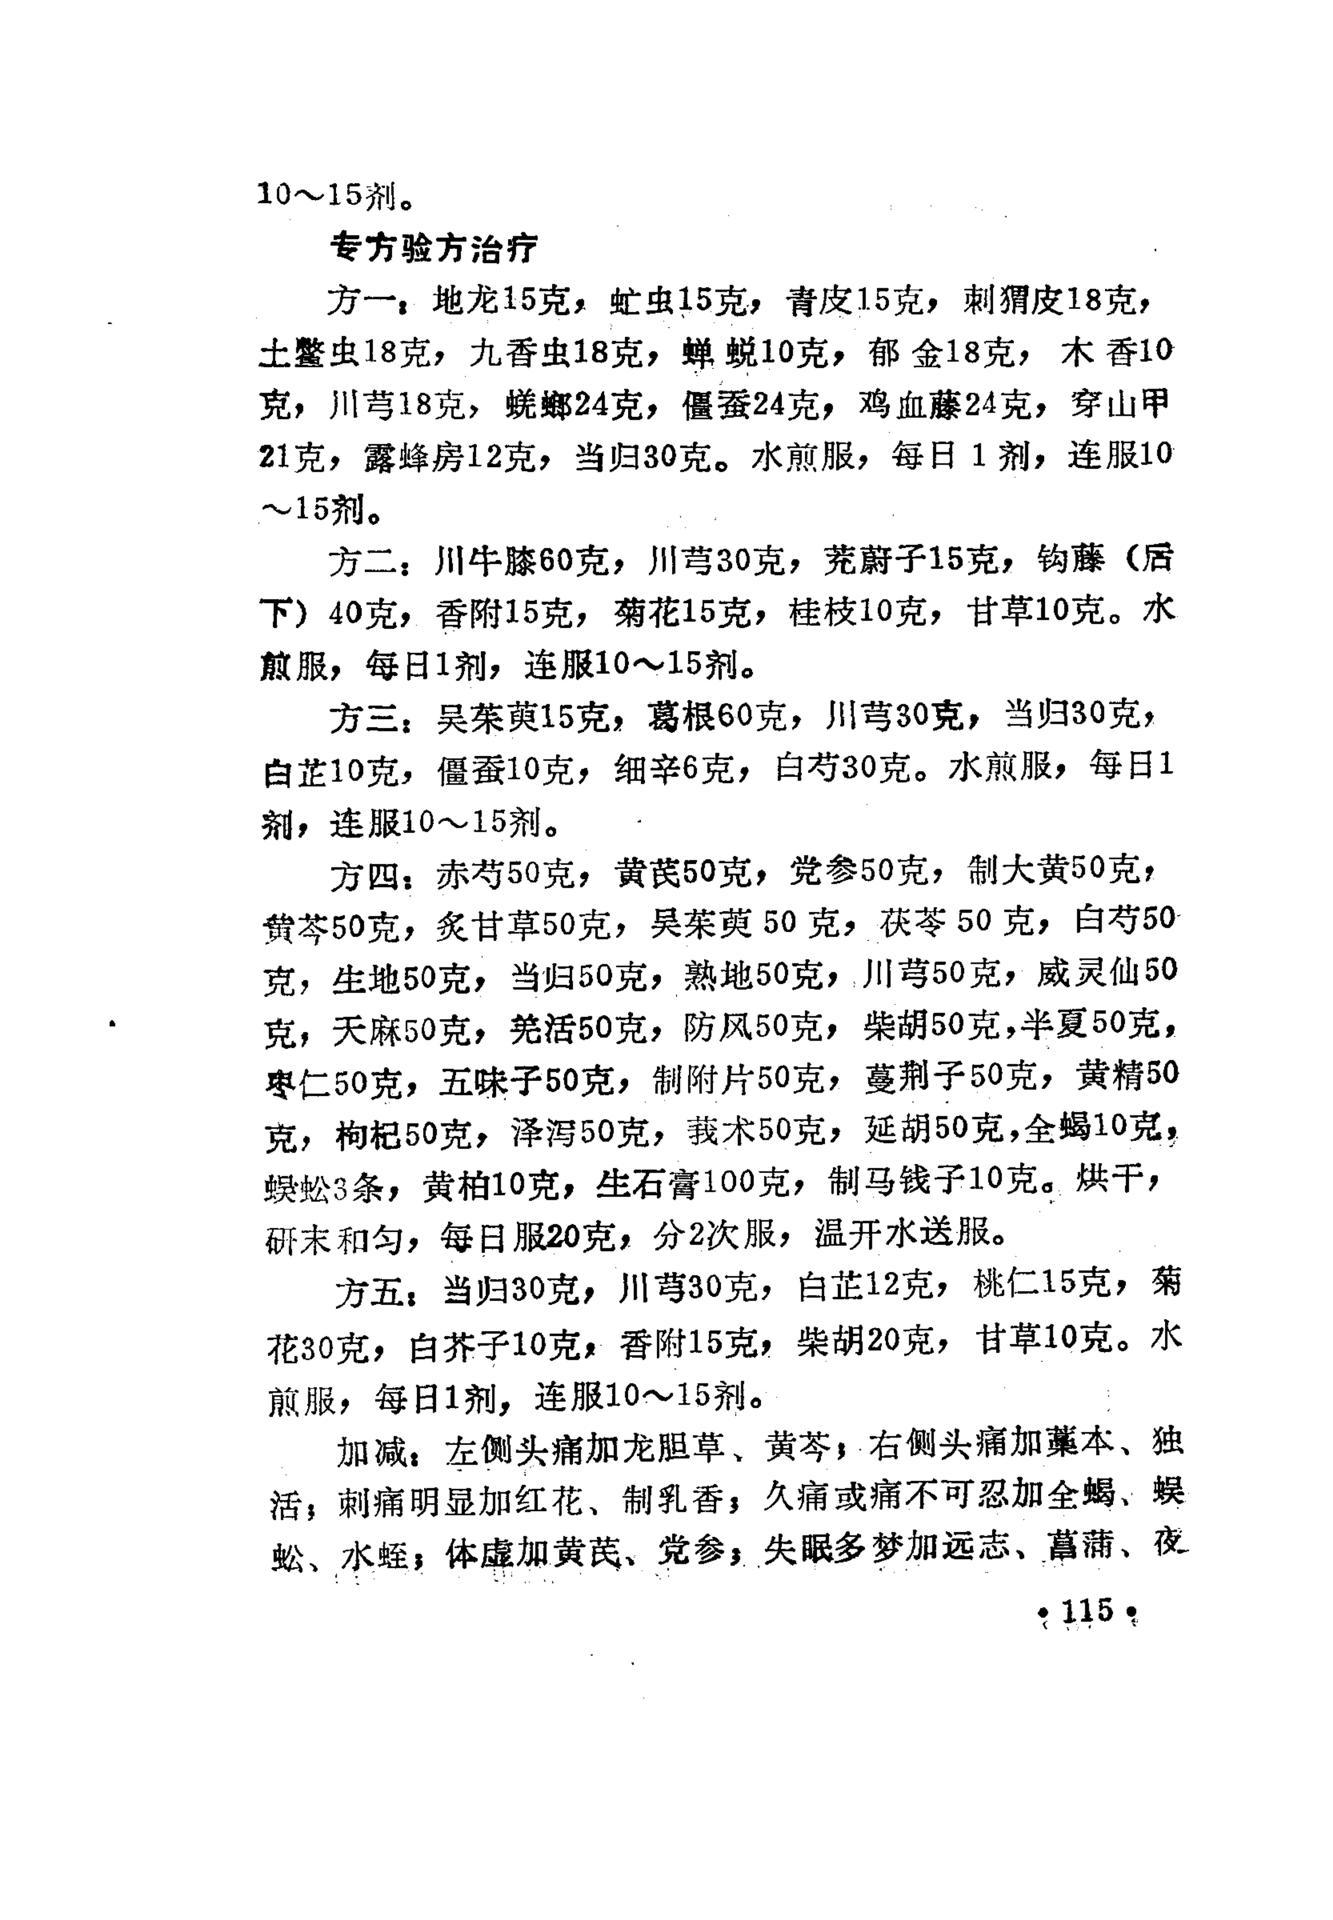 10～15剂。
专方验方治疗
方一：地龙15克，虻虫15克，青皮15克，刺猬皮18克，
土鳖虫18克，九香虫18克，蝉蜕10克，郁金18克，木香10
克，川芎18克，蜣螂24克，僵蚕24克，鸡血藤24克，穿山甲
21克，露蜂房12克，当归30克。水煎服，每日1剂，连服10
～15剂。
方二：川牛膝60克，川芎30克，茺蔚子15克，钩藤（后
下）40克，香附15克，菊花15克，桂枝10克，甘草10克。水
煎服，每日1剂，连服10～15剂。
方三：吴茱萸15克，葛根60克，川芎30克，当归30克，
白芷10克，僵蚕10克，细辛6克，白芍30克。水煎服，每日1
剂，连服10～15剂。
方四：赤芍50克，黄芪50克，党参50克，制大黄50克，
黄芩50克，炙甘草50克，吴茱萸50克，茯苓50克，白芍50
克，生地50克，当归50克，熟地50克，川芎50克，威灵仙50
克，天麻50克，羌活50克，防风50克，柴胡50克，半夏50克，
枣仁50克，五味子50克，制附片50克，蔓荆子50克，黄精50
克，枸杞50克，泽泻50克，莪术50克，延胡50克，全蝎10克，
蜈蚣3条，黄柏10克，生石膏100克，制马钱子10克。烘干，
研末和匀，每日服20克，分2次服，温开水送服。
方五：当归30克，川芎30克，白芷12克，桃仁15克，菊
花30克，白芥子10克，香附15克，柴胡20克，甘草10克。水
煎服，每日1剂，连服10～15剂。
加减：左侧头痛加龙胆草、黄芩；右侧头痛加藁本、独
活；刺痛明显加红花、制乳香；久痛或痛不可忍加全蝎、蜈
蚣、水蛭；体虚加黄芪、党参；失眠多梦加远志、菖蒲、夜
•115•